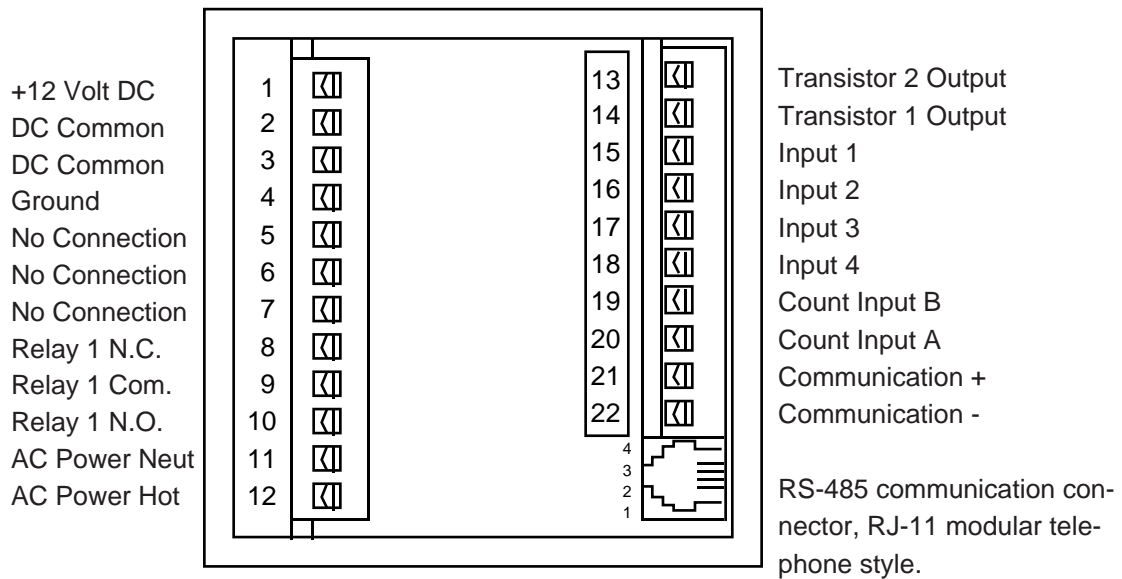 +12 Volt DC
DC Common
DC Common
Ground
No Connection
No Connection
No Connection
Relay 1 N.C.
Relay 1 Com.
Relay 1 N.O.
AC Power Neut
AC Power Hot
1
2
3
4
5
6
7
8
9
10
11
12
13
14
15
16
17
18
19
20
21
22
4
3
2
1
Transistor 2 Output
Transistor 1 Output
Input 1
Input 2
Input 3
Input 4
Count Input B
Count Input A
Communication +
Communication -
RS-485 communication con-
nector, RJ-11 modular tele-
phone style.